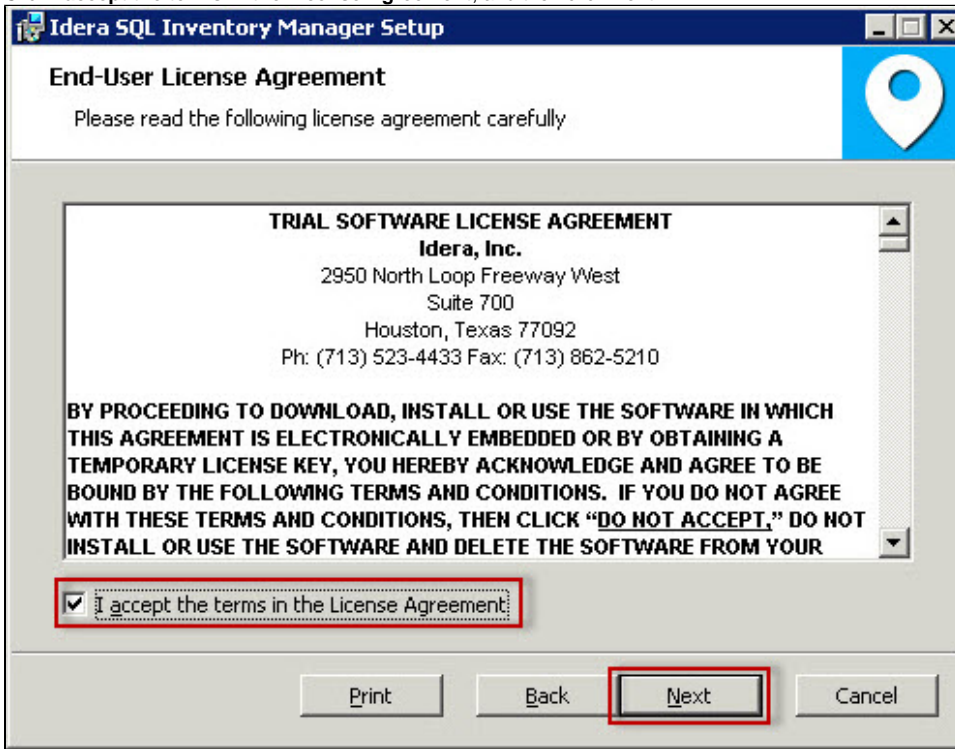 Idera SQL Inventory Manager Setup
End-User License Agreement
Please read the following license agreement carefully
TRIAL SOFTWARE LICENSE AGREEMENT
Idera, Inc.
2950 North Loop Freeway West
Suite 700
Houston, Texas 77092
Ph: (713) 523-4433 Fax: (713) 862-5210
BY PROCEEDING TO DOWNLOAD, INSTALL OR USE THE SOFTWARE IN WHICH
THIS AGREEMENT IS ELECTRONICALLY EMBEDDED OR BY OBTAINING A
TEMPORARY LICENSE KEY, YOU HEREBY ACKNOWLEDGE AND AGREE TO BE
BOUND BY THE FOLLOWING TERMS AND CONDITIONS.  IF YOU DO NOT AGREE
WITH THESE TERMS AND CONDITIONS, THEN CLICK “DO NOT ACCEPT,” DO NOT
INSTALL OR USE THE SOFTWARE AND DELETE THE SOFTWARE FROM YOUR
I accept the terms in the License Agreement
Print Back Next Cancel